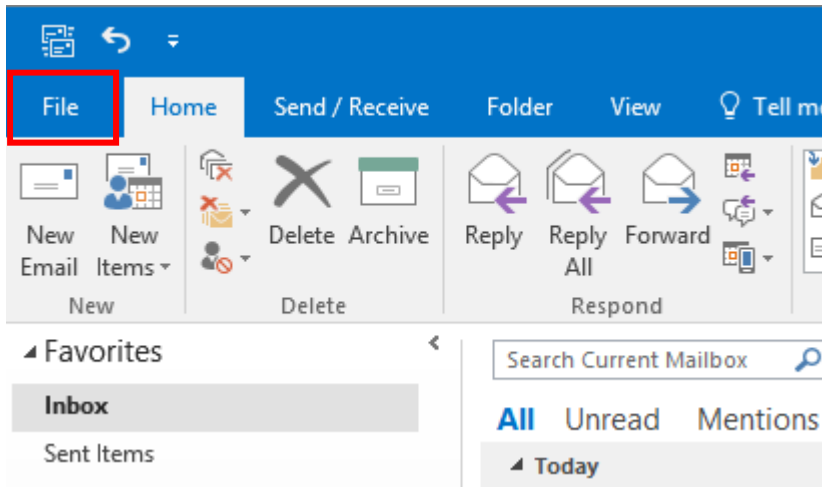 File Home Send / Receive Folder View Tell
New Email New Items Delete Archive Reply Reply All Forward
New Delete Respond
Favorites
Search Current Mailbox
Inbox
All Unread Mentions
Sent Items
Today